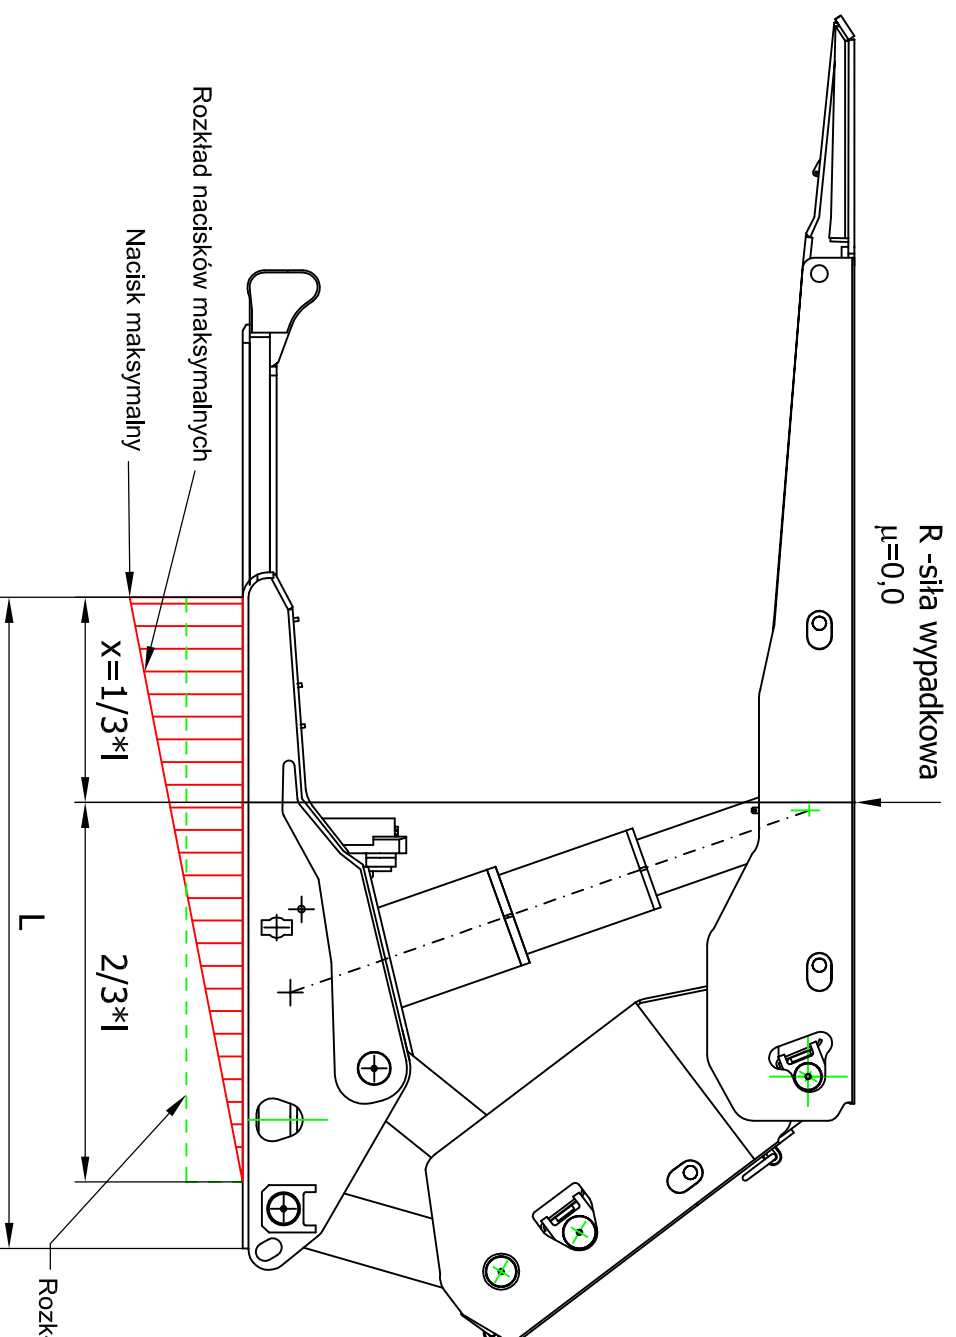 R -siła wypadkowa
μ=0,0
Rozkład nacisków maksymalnych
Nacisk maksymalny
x=1/3*l
2/3*l
L